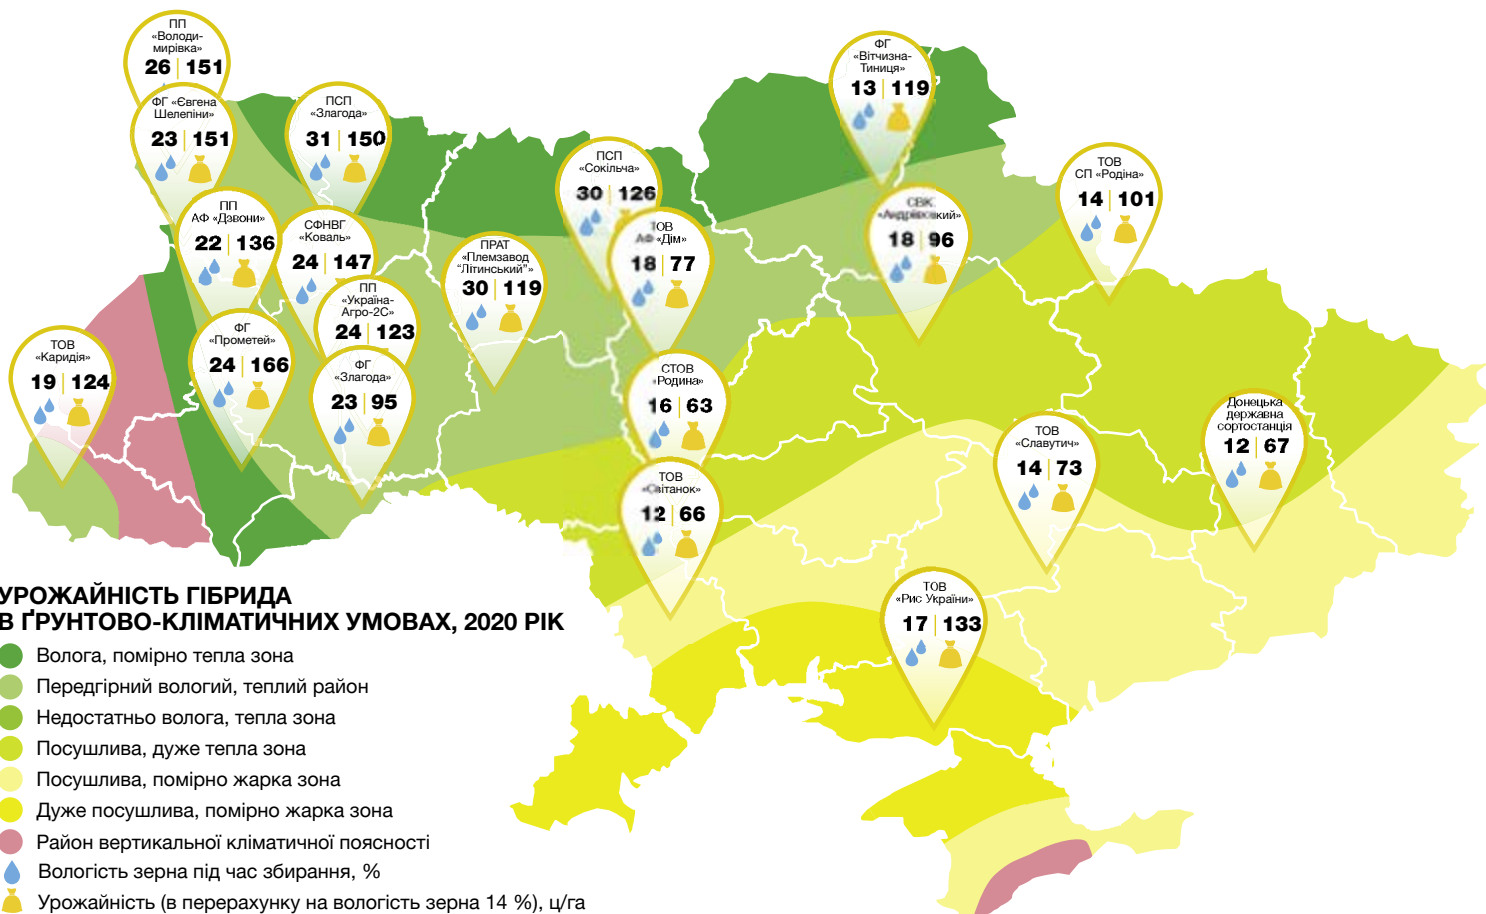 ПП
«Володи-
мирівка»
26 | 151
ФГ «Євгена
Шелепіни»
23 | 151
ПСП
«Злагода»
31 | 150
ПП
АФ «Дзвони»
22 | 136
СФНВГ
«Коваль»
24 | 147
ПП
«Україна-
Агро-2С»
24 | 123
ФГ
«Прометей»
24 | 166
ФГ
«Злагода»
23 | 95
ТОВ
«Каридія»
19 | 124
ПРАТ
«Племзавод
"Літинський"»
30 | 119
ПСП
«Сокільча»
30 | 126
ТОВ
АФ «Дім»
18 | 77
СТОВ
«Родина»
16 | 63
ТОВ
«Світанок»
12 | 66
ФГ
«Вітчизна-
Тиниця»
13 | 119
СВК
«Андріївський»
18 | 96
ТОВ
СП «Родіна»
14 | 101
ТОВ
«Славутич»
14 | 73
Донецька
державна
сортостанція
12 | 67
ТОВ
«Рис України»
17 | 133
УРОЖАЙНІСТЬ ГІБРИДА
В ҐРУНТОВО-КЛІМАТИЧНИХ УМОВАХ, 2020 РІК
Волога, помірно тепла зона
Передгірний вологий, теплий район
Недостатньо волога, тепла зона
Посушлива, дуже тепла зона
Посушлива, помірно жарка зона
Дуже посушлива, помірно жарка зона
Район вертикальної кліматичної поясності
Вологість зерна під час збирання, %
Урожайність (в перерахунку на вологість зерна 14 %), ц/га